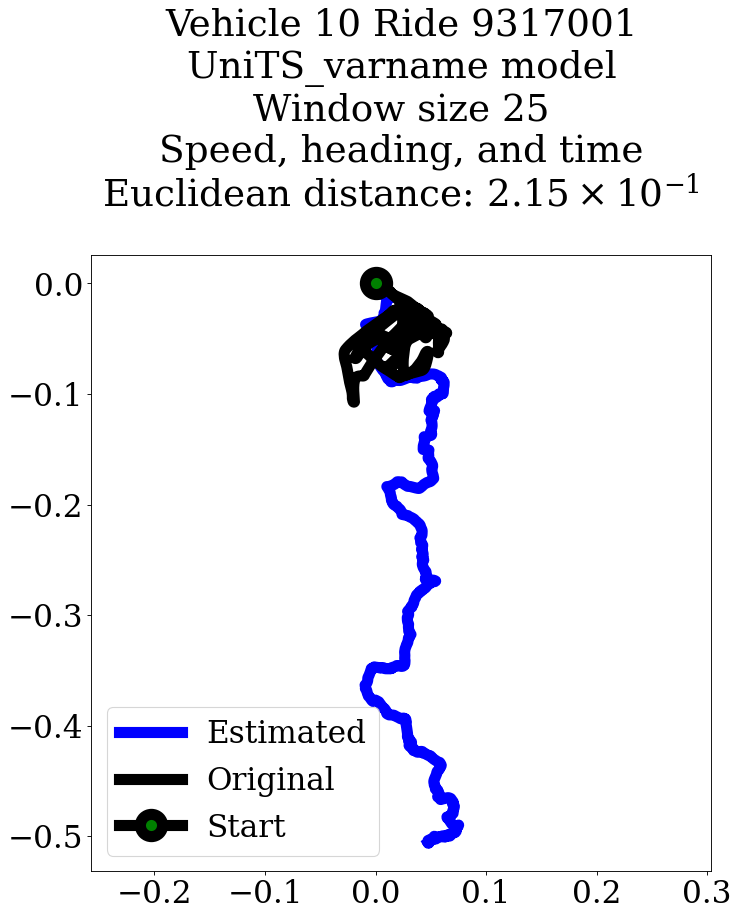 Vehicle 10 Ride 9317001
UniTS_varname model
Window size 25
Speed, heading, and time
Euclidean distance: 2.15 × 10⁻¹
0.0
−0.1
−0.2
−0.3
−0.4
−0.5
Estimated
Original
Start
−0.2 −0.1 0.0 0.1 0.2 0.3